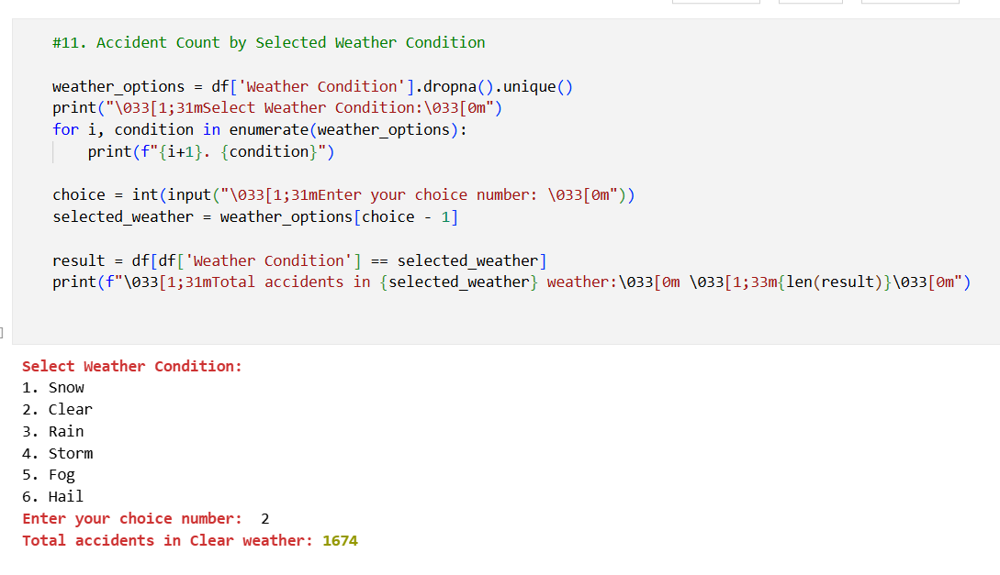 #11. Accident Count by Selected Weather Condition
weather_options = df['Weather Condition'].dropna().unique()
print("\033[1;31mSelect Weather Condition:\033[0m")
for i, condition in enumerate(weather_options):
    print(f"{i+1}. {condition}")
choice = int(input("\033[1;31mEnter your choice number: \033[0m"))
selected_weather = weather_options[choice - 1]
result = df[df['Weather Condition'] == selected_weather]
print(f"\033[1;31mTotal accidents in {selected_weather} weather:\033[0m \033[1;33m{len(result)}\033[0m")
]
Select Weather Condition:
1. Snow
2. Clear
3. Rain
4. Storm
5. Fog
6. Hail
Enter your choice number:  2
Total accidents in Clear weather: 1674